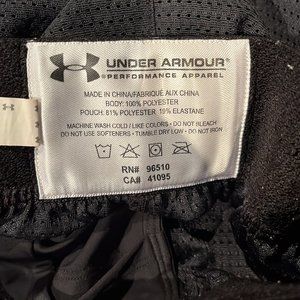 UNDER ARMOUR®
PERFORMANCE APPAREL
MADE IN CHINA/FABRIQUE AUX CHINA
BODY: 100% POLYESTER
POUCH: 81% POLYESTER 19% ELASTANE
MACHINE WASH COLD / LIKE COLORS • DO NOT BLEACH
DO NOT USE SOFTENERS • TUMBLE DRY LOW • DO NOT IRON
RN# 96510
CA# 41095